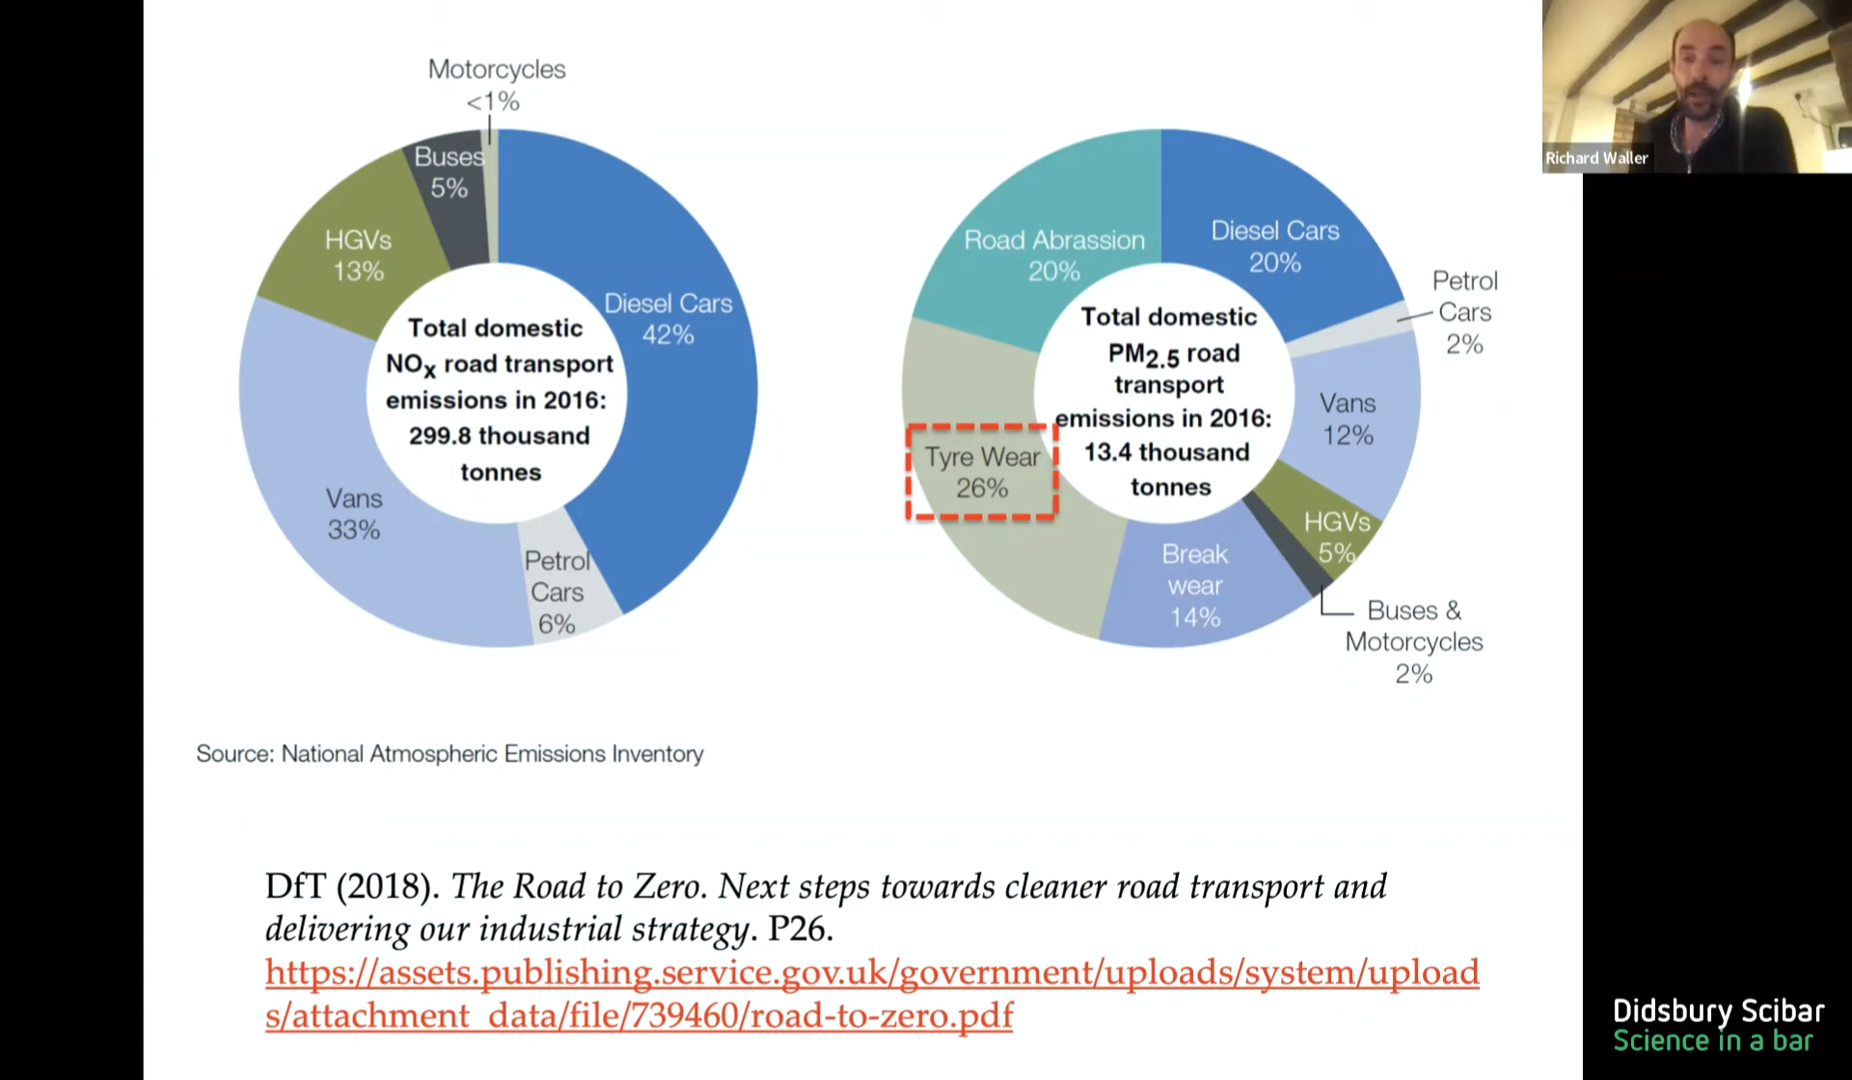 Motorcycles
<1%
Buses
5%
HGVs
13%
Diesel Cars
42%
Total domestic
NOx road transport
emissions in 2016:
299.8 thousand
tonnes
Vans
33%
Petrol
Cars
6%
Road Abrassion
20%
Diesel Cars
20%
Petrol
Cars
2%
Total domestic
PM2.5 road
transport
emissions in 2016:
13.4 thousand
tonnes
Vans
12%
Tyre Wear
26%
HGVs
5%
Break
wear
14%
Buses &
Motorcycles
2%
Source: National Atmospheric Emissions Inventory
DfT (2018). The Road to Zero. Next steps towards cleaner road transport and
delivering our industrial strategy. P26.
https://assets.publishing.service.gov.uk/government/uploads/system/upload
s/attachment_data/file/739460/road-to-zero.pdf
Richard Waller
Didsbury Scibar
Science in a bar